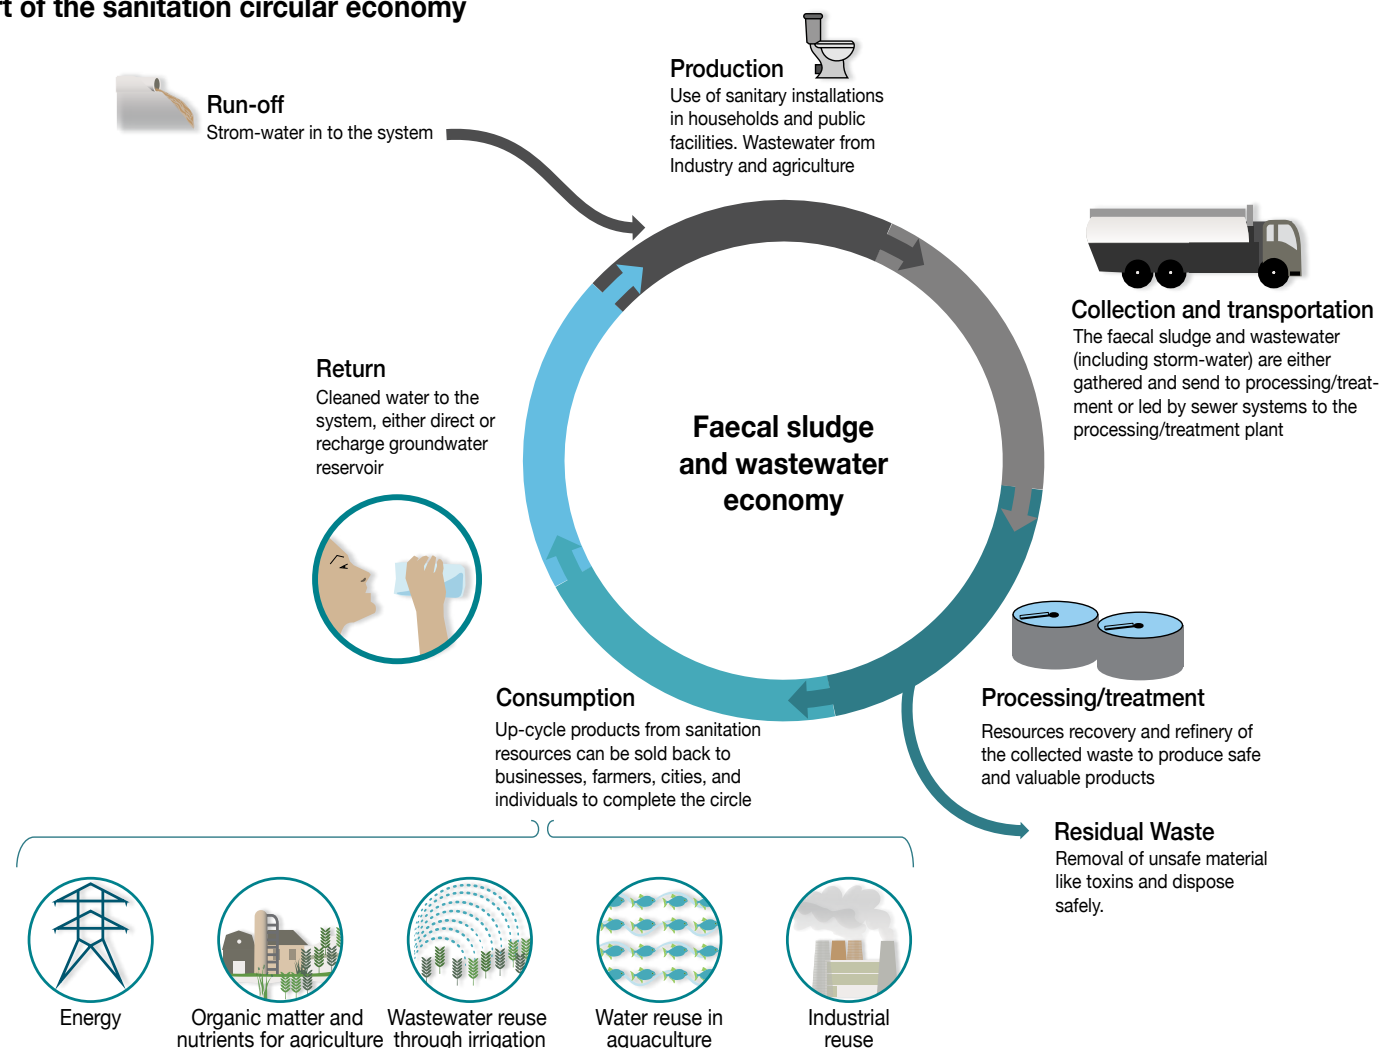 rt of the sanitation circular economy
Production
Use of sanitary installations
in households and public
facilities. Wastewater from
Industry and agriculture
Run-off
Strom-water in to the system
Collection and transportation
The faecal sludge and wastewater
(including storm-water) are either
gathered and send to processing/treat-
ment or led by sewer systems to the
processing/treatment plant
Return
Cleaned water to the
system, either direct or
recharge groundwater
reservoir
Faecal sludge
and wastewater
economy
Processing/treatment
Resources recovery and refinery of
the collected waste to produce safe
and valuable products
Consumption
Up-cycle products from sanitation
resources can be sold back to
businesses, farmers, cities, and
individuals to complete the circle
Residual Waste
Removal of unsafe material
like toxins and dispose
safely.
Energy
Organic matter and
nutrients for agriculture
Wastewater reuse
through irrigation
Water reuse in
aquaculture
Industrial
reuse